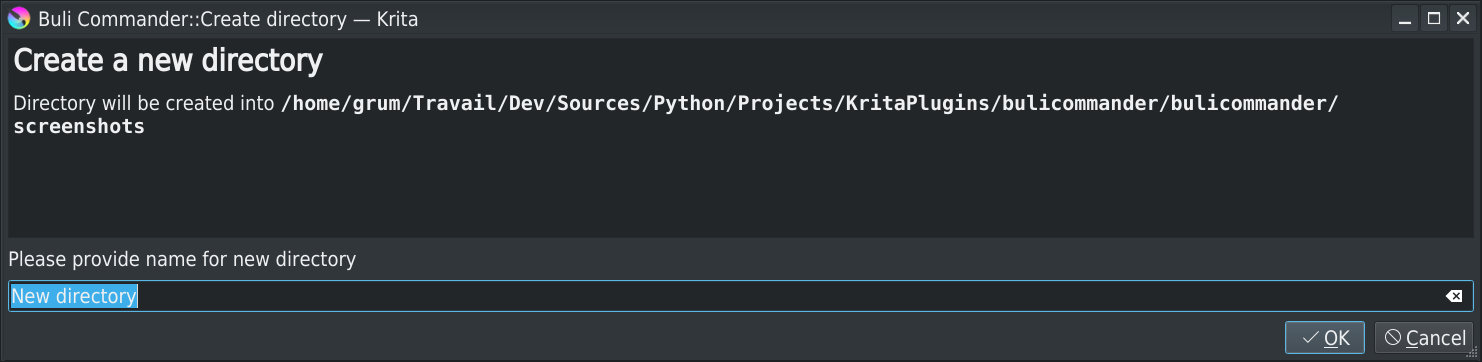 Buli Commander::Create directory — Krita
Create a new directory
Directory will be created into /home/grum/Travail/Dev/Sources/Python/Projects/KritaPlugins/bulicommander/bulicommander/
screenshots
Please provide name for new directory
New directory
OK Cancel